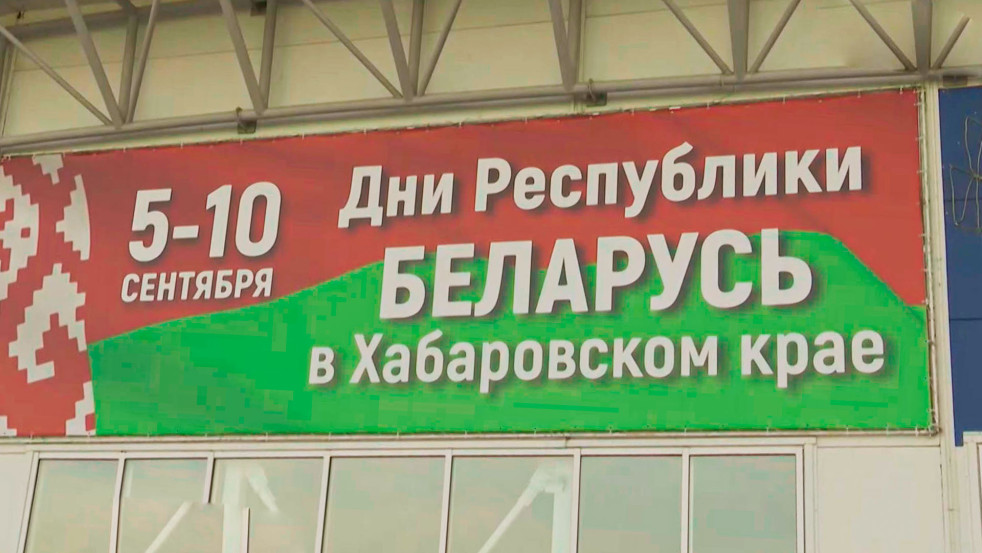 5-10
СЕНТЯБРЯ
Дни Республики
БЕЛАРУСЬ
в Хабаровском крае